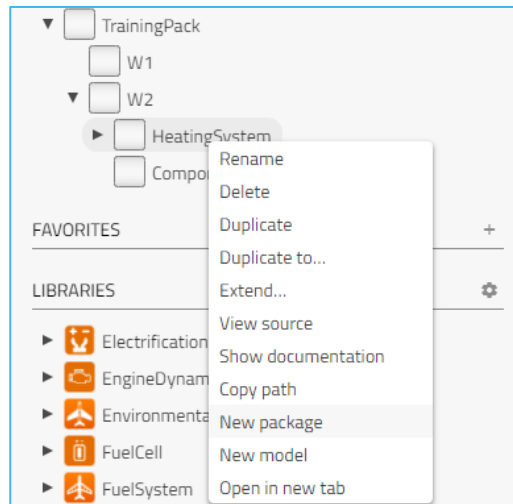 TrainingPack
W1
W2
HeatingSystem
Compor
Rename
Delete
Duplicate
Duplicate to...
Extend...
View source
Show documentation
Copy path
New package
New model
Open in new tab
FAVORITES +
LIBRARIES
Electrification
EngineDynam
Environmenta
FuelCell
FuelSystem